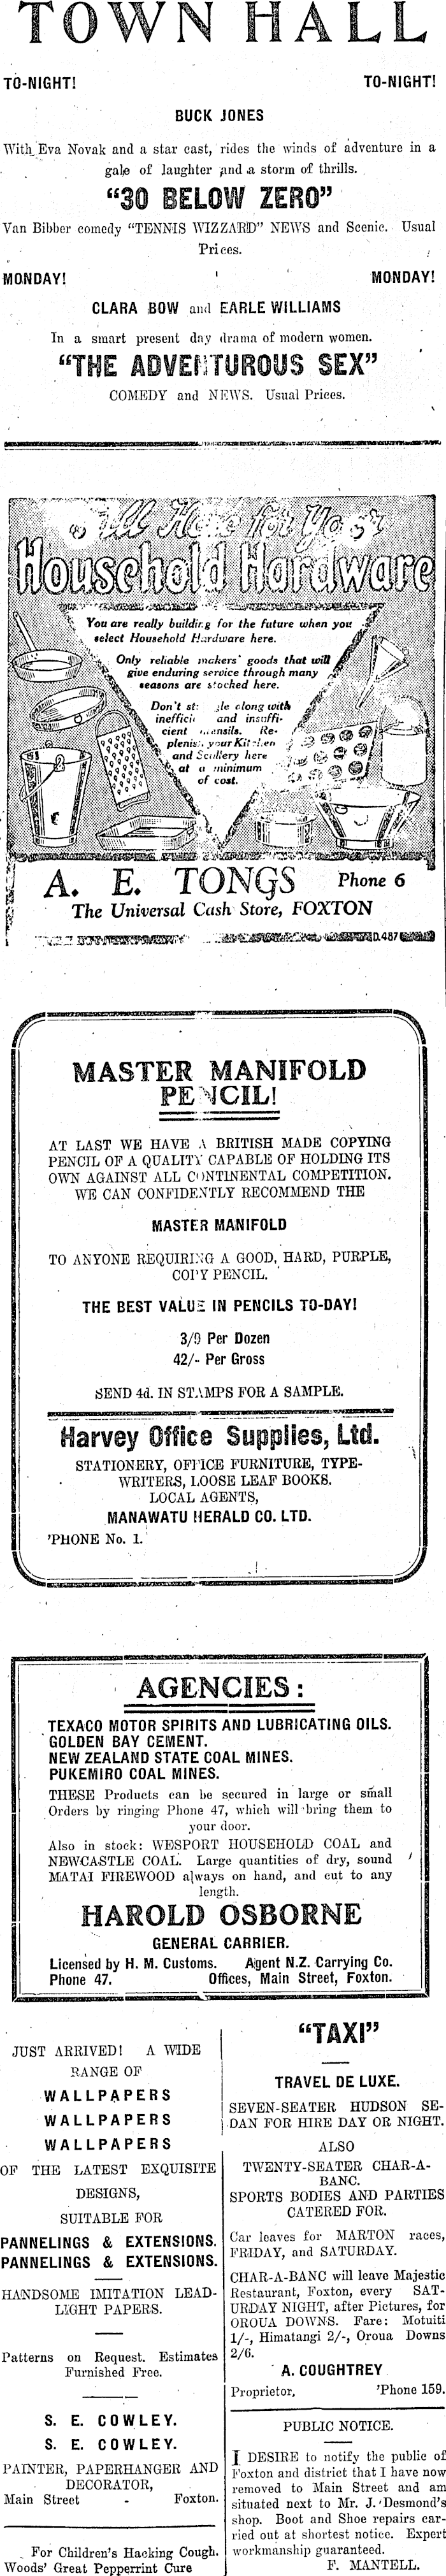 TOWN HALL
TO-NIGHT! TO-NIGHT!
BUCK JONES
With Eva Novak and a star cast, rides the winds of adventure in a
gale of laughter and a storm of thrills.
“30 BELOW ZERO”
Van Bibber comedy “TENNIS WIZZARD” NEWS and Scenic. Usual
Prices.
MONDAY! MONDAY!
CLARA BOW and EARLE WILLIAMS
In a smart present day drama of modern women.
“THE ADVENTUROUS SEX”
COMEDY and NEWS. Usual Prices.
for
Household Hardware
You are really building for the future when you
select Household Hardware here.
Only reliable makers' goods that will
give enduring service through many
seasons are stocked here.
Don't along with
and insuffi-
cient utensils. Re-
plenish your Kitchen
and Scullery here
at a minimum
of cost.
A. E. TONGS Phone 6
The Universal Cash Store, FOXTON
D.487
MASTER MANIFOLD
PENCIL!
AT LAST WE HAVE A BRITISH MADE COPYING
PENCIL OF A QUALITY CAPABLE OF HOLDING ITS
OWN AGAINST ALL CONTINENTAL COMPETITION.
WE CAN CONFIDENTLY RECOMMEND THE
MASTER MANIFOLD
TO ANYONE REQUIRING A GOOD, HARD, PURPLE,
COPY PENCIL.
THE BEST VALUE IN PENCILS TO-DAY!
3/9 Per Dozen
42/- Per Gross
SEND 4d. IN STAMPS FOR A SAMPLE.
Harvey Office Supplies, Ltd.
STATIONERY, OFFICE FURNITURE, TYPE-
WRITERS, LOOSE LEAF BOOKS.
LOCAL AGENTS,
MANAWATU HERALD CO. LTD.
'PHONE No. 1.
AGENCIES:
TEXACO MOTOR SPIRITS AND LUBRICATING OILS.
GOLDEN BAY CEMENT.
NEW ZEALAND STATE COAL MINES.
PUKEMIRO COAL MINES.
THESE Products can be secured in large or small
Orders by ringing Phone 47, which will bring them to
your door.
Also in stock: WESPORT HOUSEHOLD COAL and
NEWCASTLE COAL. Large quantities of dry, sound
MATAI FIREWOOD always on hand, and cut to any
length.
HAROLD OSBORNE
GENERAL CARRIER.
Licensed by H. M. Customs. Agent N.Z. Carrying Co.
Phone 47. Offices, Main Street, Foxton.
JUST ARRIVED! A WIDE
RANGE OF
WALLPAPERS
WALLPAPERS
WALLPAPERS
OF THE LATEST EXQUISITE
DESIGNS,
SUITABLE FOR
PANNELINGS & EXTENSIONS.
PANNELINGS & EXTENSIONS.
HANDSOME IMITATION LEAD-
LIGHT PAPERS.
Patterns on Request. Estimates
Furnished Free.
S. E. COWLEY.
S. E. COWLEY.
PAINTER, PAPERHANGER AND
DECORATOR,
Main Street - Foxton.
For Children's Hacking Cough.
Woods' Great Pepperrint Cure
“TAXI”
TRAVEL DE LUXE.
SEVEN-SEATER HUDSON SE-
DAN FOR HIRE DAY OR NIGHT.
ALSO
TWENTY-SEATER CHAR-A-
BANC.
SPORTS BODIES AND PARTIES
CATERED FOR.
Car leaves for MARTON races,
FRIDAY, and SATURDAY.
CHAR-A-BANC will leave Majestic
Restaurant, Foxton, every SAT-
URDAY NIGHT, after Pictures, for
OROUA DOWNS. Fare: Motuiti
1/-, Himatangi 2/-, Oroua Downs
2/6.
A. COUGHTREY
Proprietor, 'Phone 159.
PUBLIC NOTICE.
I DESIRE to notify the public of
Foxton and district that I have now
removed to Main Street and am
situated next to Mr. J. Desmond's
shop. Boot and Shoe repairs car-
ried out at shortest notice. Expert
workmanship guaranteed.
F. MANTELL.